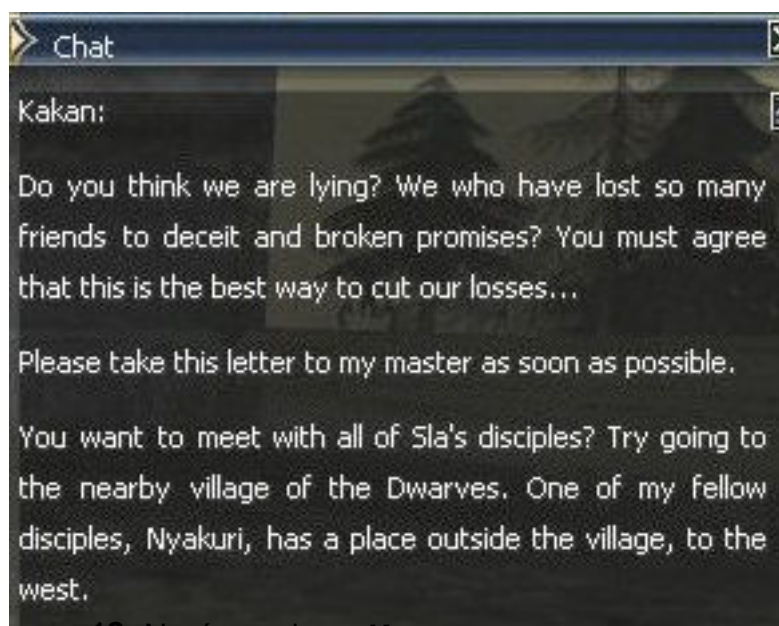 Chat
Kakan:
Do you think we are lying? We who have lost so many
friends to deceit and broken promises? You must agree
that this is the best way to cut our losses...
Please take this letter to my master as soon as possible.
You want to meet with all of Sla's disciples? Try going to
the nearby village of the Dwarves. One of my fellow
disciples, Nyakuri, has a place outside the village, to the
west.